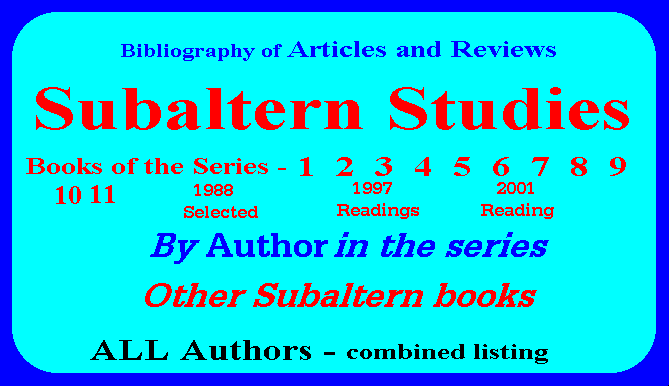 Bibliography of Articles and Reviews
Subaltern Studies
Books of the Series - 1 2 3 4 5 6 7 8 9
10 11 1988 1997 2001
Selected Readings Reading
By Author in the series
Other Subaltern books
ALL Authors - combined listing